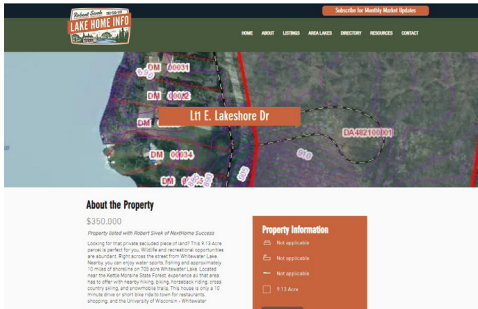 Robert Sivek
LAKE HOME INFO
Subscribe for Monthly Market Updates
HOME ABOUT LISTINGS AREA LAKES DIRECTORY RESOURCES CONTACT
DM 00031
DM
DM
Lt1 E. Lakeshore Dr
DM 00034
DM
About the Property
$350,000
Property listed with Robert Sivek of NextHome Success
Looking for that private secluded piece of land? This 9.13 Acre
parcel is perfect for you. Wildlife and recreational opportunities
are abundant. Right across the street from Whitewater Lake.
Nearby, you can enjoy water sports, fishing and approximately
10 miles of shoreline on 700 acre Whitewater Lake. Located
near the Kettle Moraine State Forest, experience all that area
has to offer with nearby hiking, biking, horseback riding, cross
country skiing, and snowmobile trails. This house is only a 10
minute drive or short bike ride to town for restaurants,
shopping, and the University of Wisconsin - Whitewater
Property Information
Not applicable
Not applicable
Not applicable
9.13 Acre